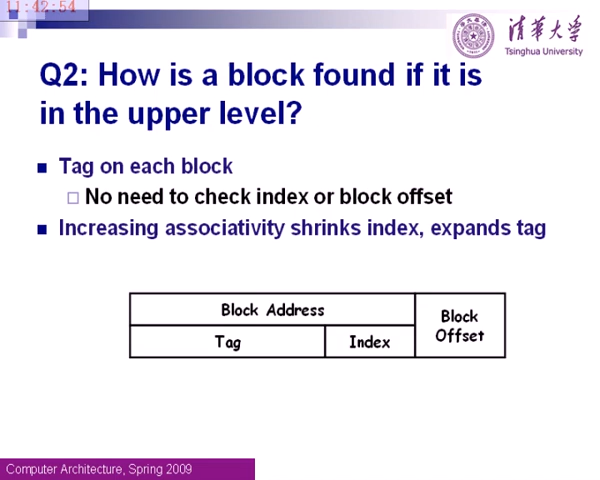 11:42:54
清华大学
Tsinghua University
Q2: How is a block found if it is
in the upper level?
Tag on each block
No need to check index or block offset
Increasing associativity shrinks index, expands tag
Block Address
Block
Offset
Tag
Index
Computer Architecture, Spring 2009